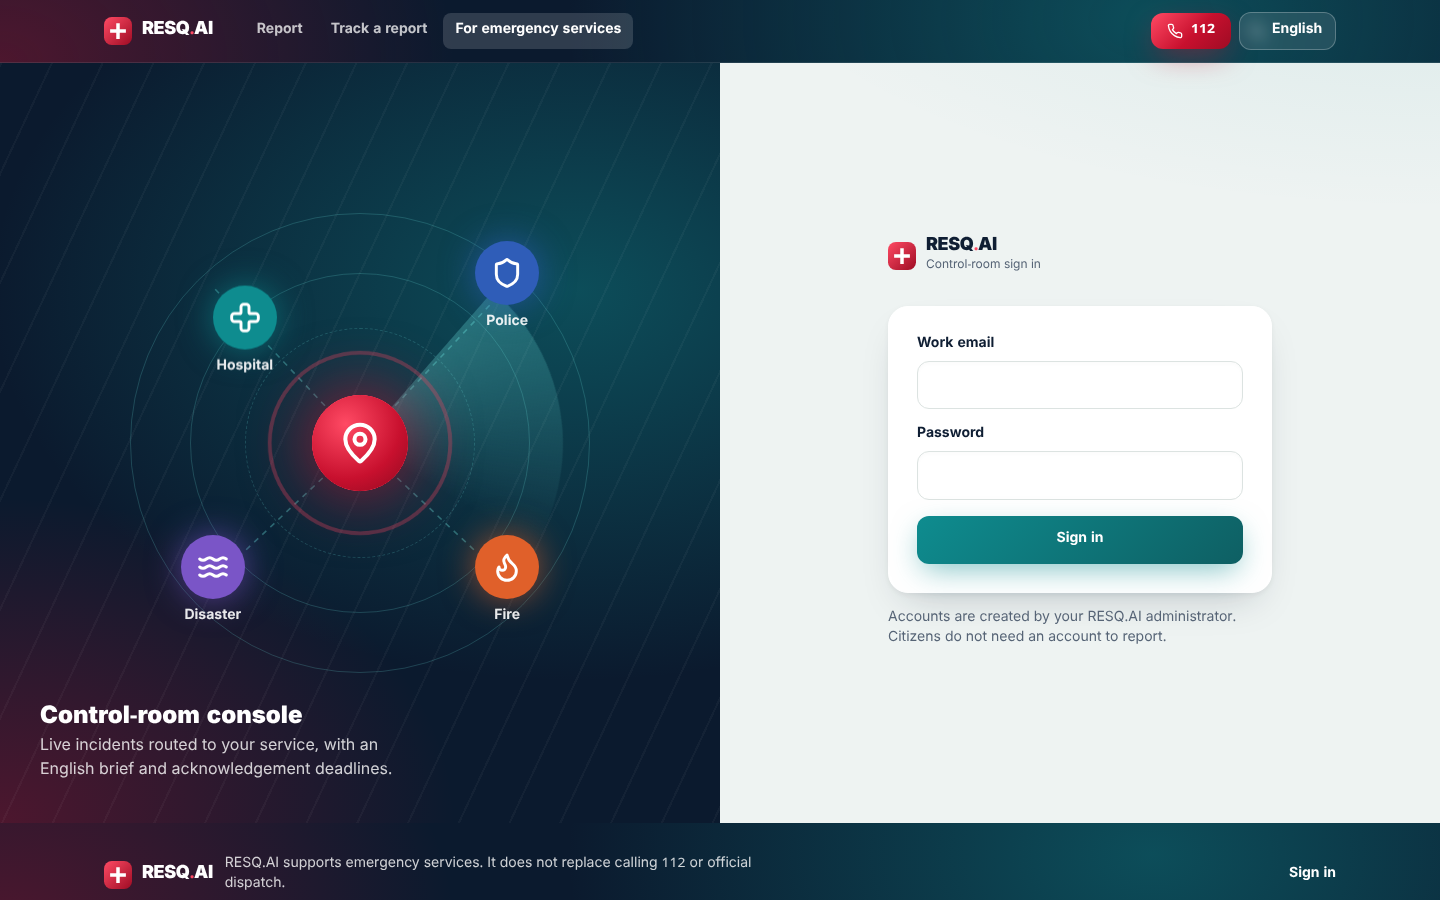 RESQ.AI
Report
Track a report
For emergency services
112
English
Police
Hospital
Disaster
Fire
Control-room console
Live incidents routed to your service, with an
English brief and acknowledgement deadlines.
RESQ.AI
Control-room sign in
Work email
Password
Sign in
Accounts are created by your RESQ.AI administrator.
Citizens do not need an account to report.
RESQ.AI
RESQ.AI supports emergency services. It does not replace calling 112 or official
dispatch.
Sign in